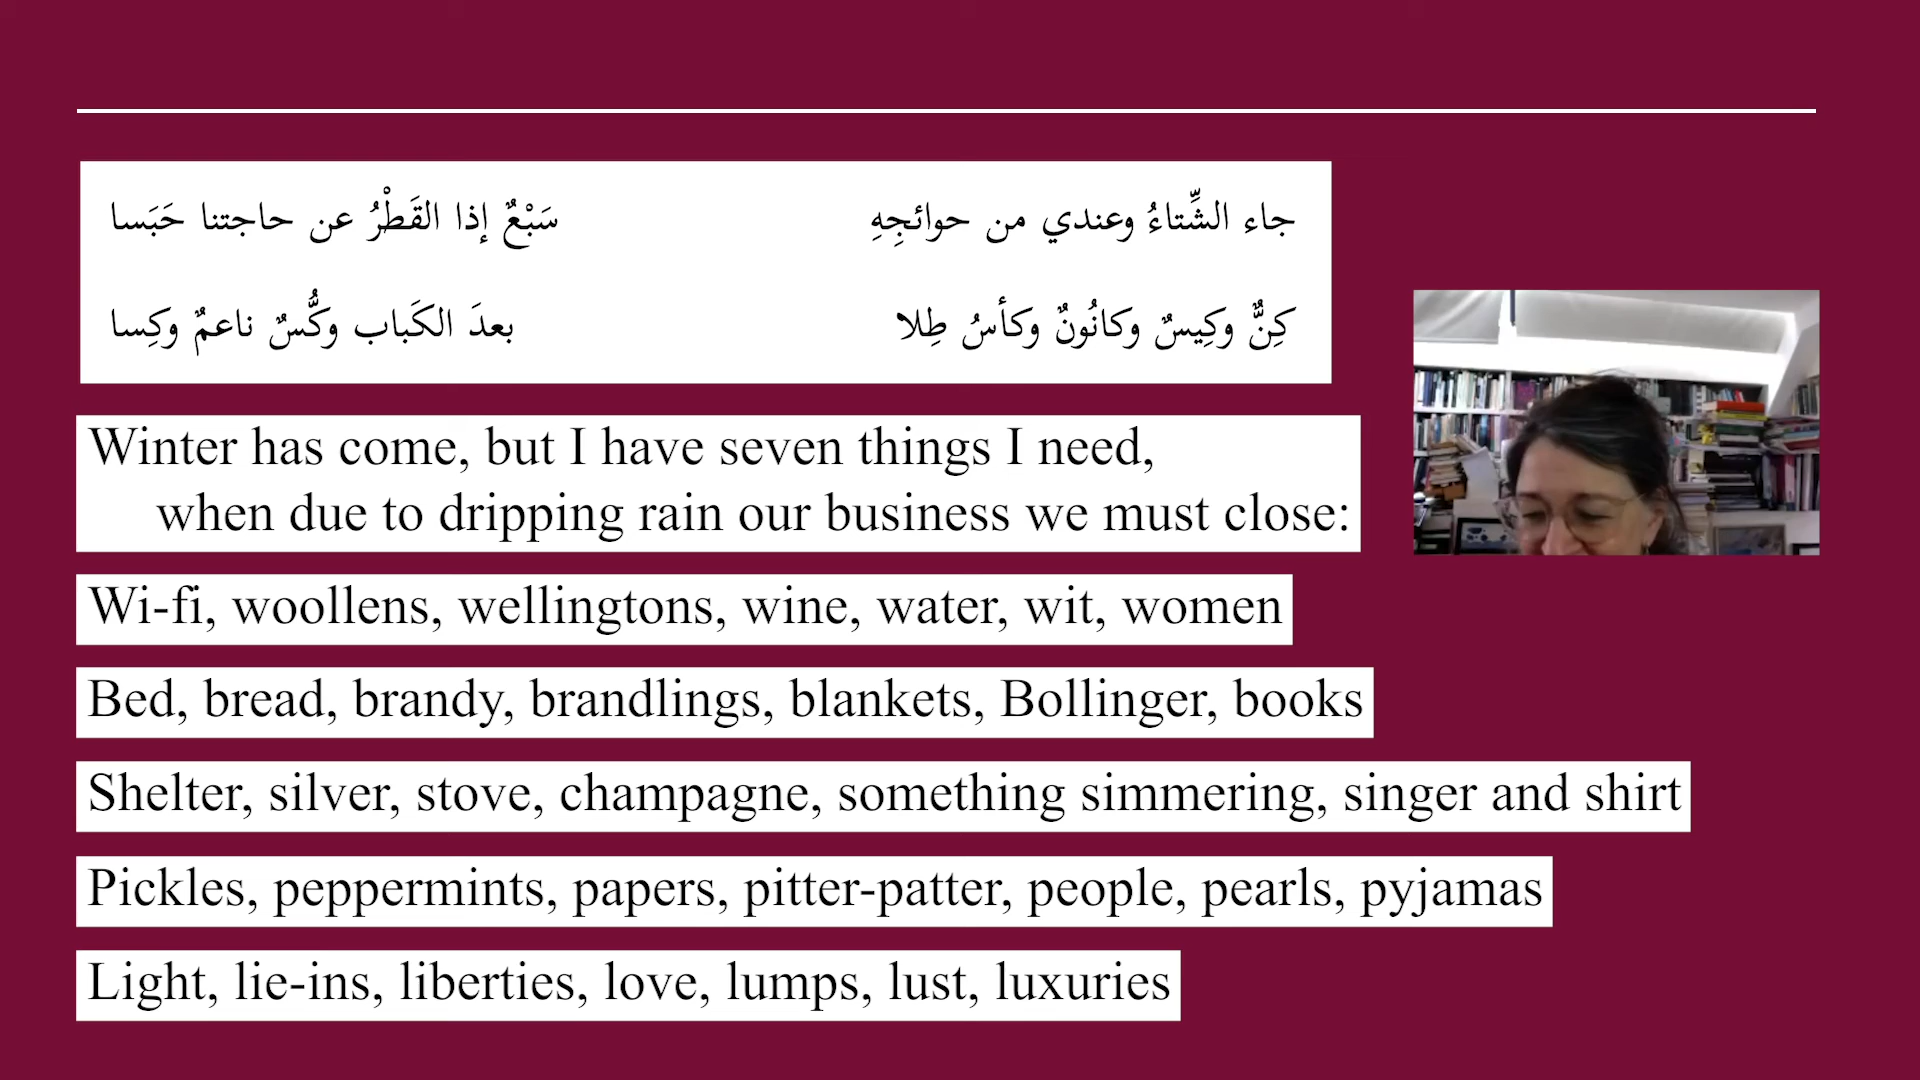 جاء الشِّتاءُ وعندي من حوائجِهِ سَبْعٌ إذا القَطْرُ عن حاجتنا حَبَسا
كِنٌّ وكِيسٌ وكانُونٌ وكأسُ طِلا بعدَ الكَباب وكُّسٌ ناعمٌ وكِسا
Winter has come, but I have seven things I need,
when due to dripping rain our business we must close:
Wi-fi, woollens, wellingtons, wine, water, wit, women
Bed, bread, brandy, brandlings, blankets, Bollinger, books
Shelter, silver, stove, champagne, something simmering, singer and shirt
Pickles, peppermints, papers, pitter-patter, people, pearls, pyjamas
Light, lie-ins, liberties, love, lumps, lust, luxuries